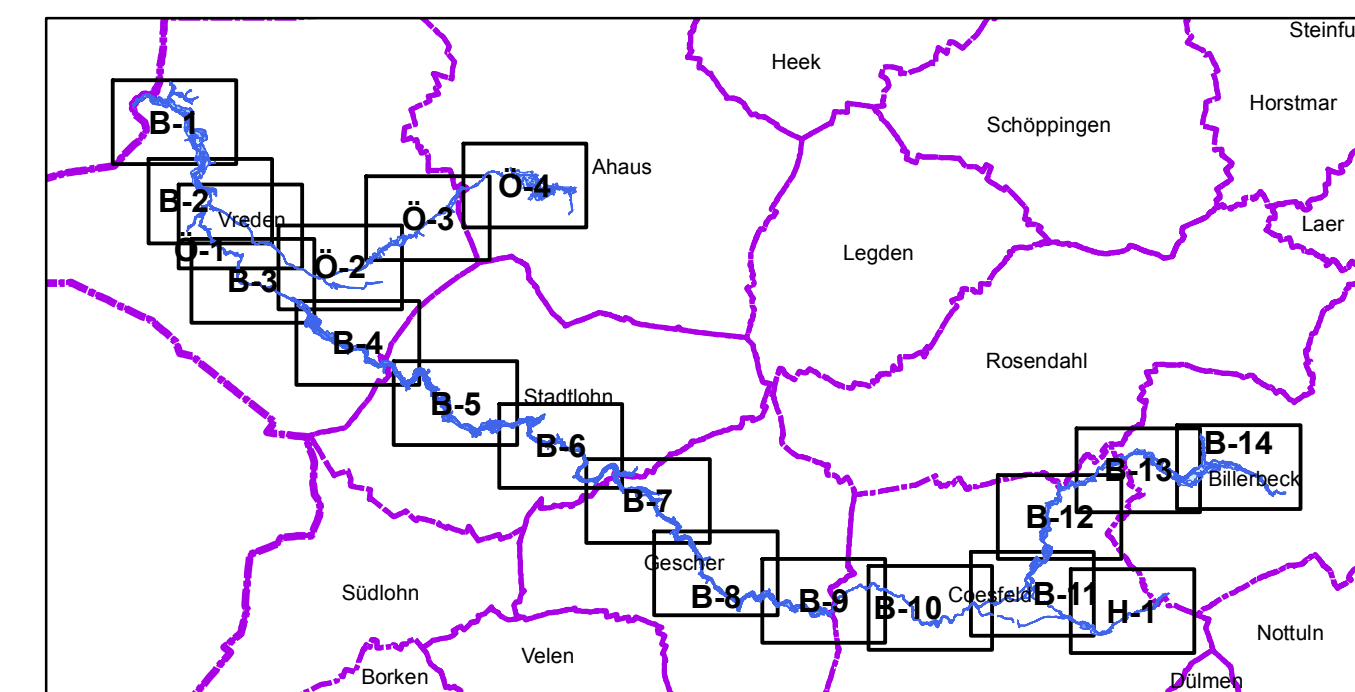 Steinfu
Heek
Horstmar
B-1
Schöppingen
Ahaus
Ö-4
B-2
Vreden
Ö-3
Laer
Ö-1
Ö-2
Legden
B-3
B-4
Rosendahl
B-5
Stadtlohn
B-6
B-14
B-13
Billerbeck
B-7
B-12
Gescher
Südlohn
B-8
B-9
B-10
Coesfeld
B-11
H-1
Nottuln
Velen
Borken
Dülmen